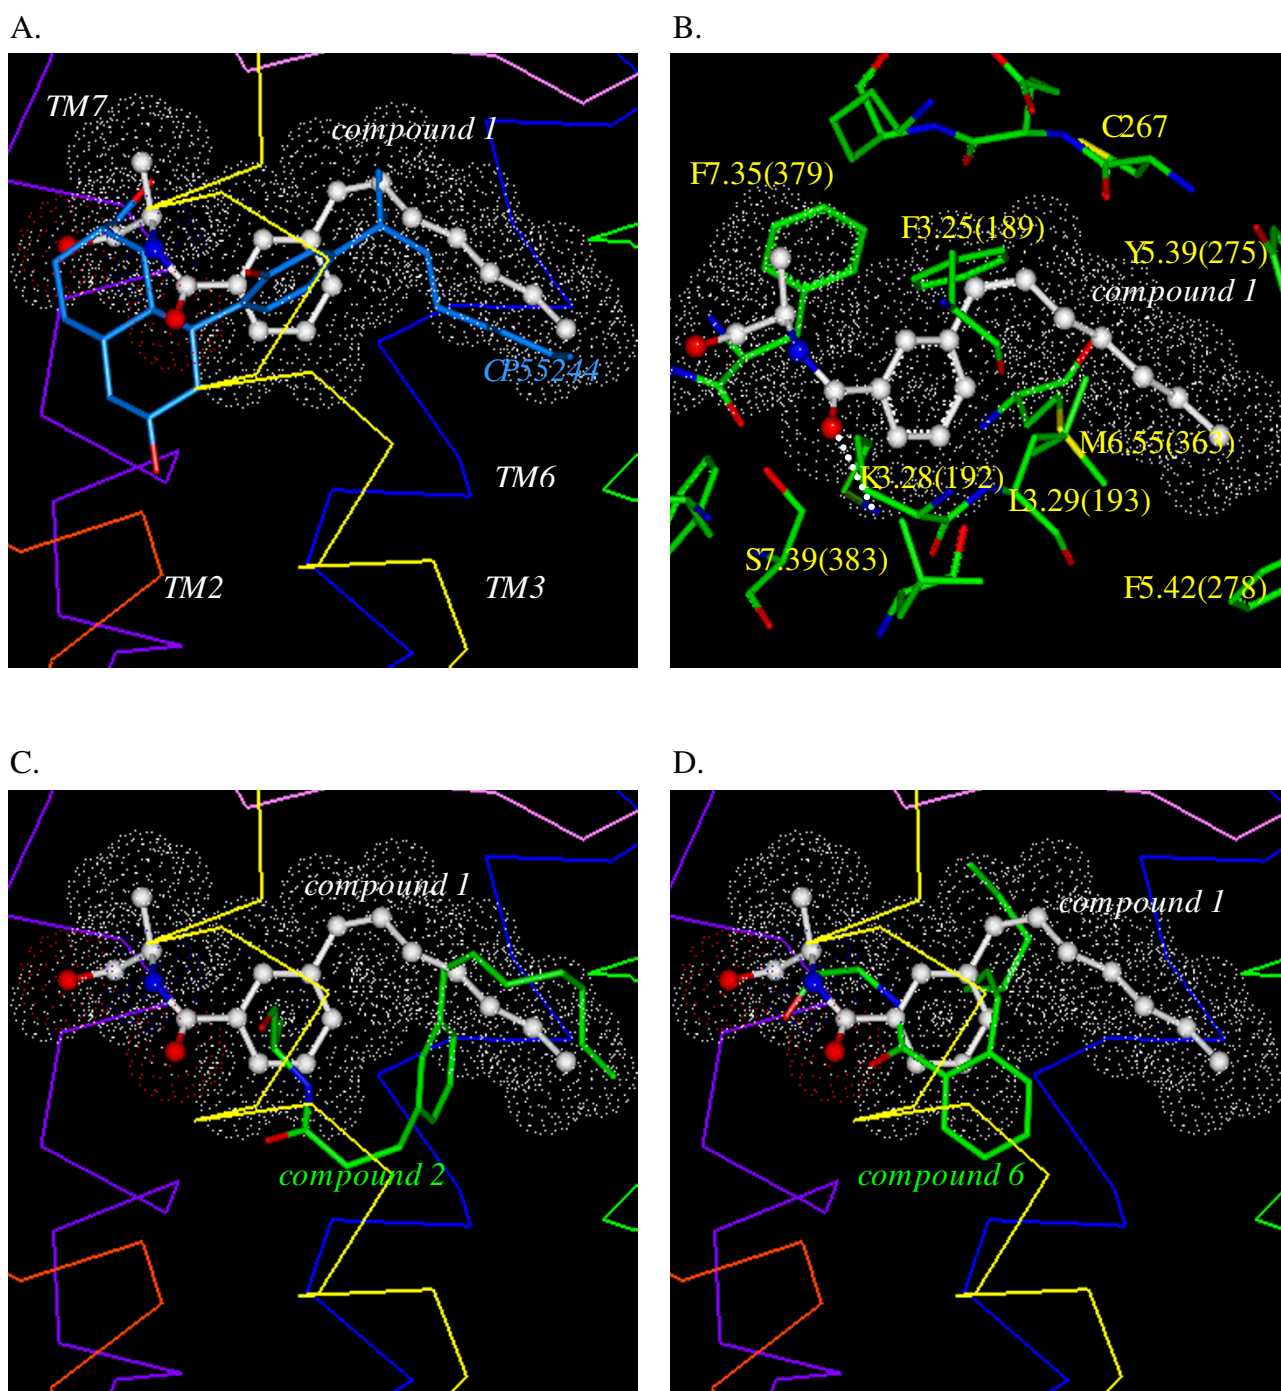 A.
TM7
compound 1
CP55244
TM6
TM2
TM3
B.
C267
F7.35(379)
F3.25(189)
Y5.39(275)
compound 1
M6.55(363)
K3.28(192)
L3.29(193)
S7.39(383)
F5.42(278)
C.
compound 1
compound 2
D.
compound 1
compound 6